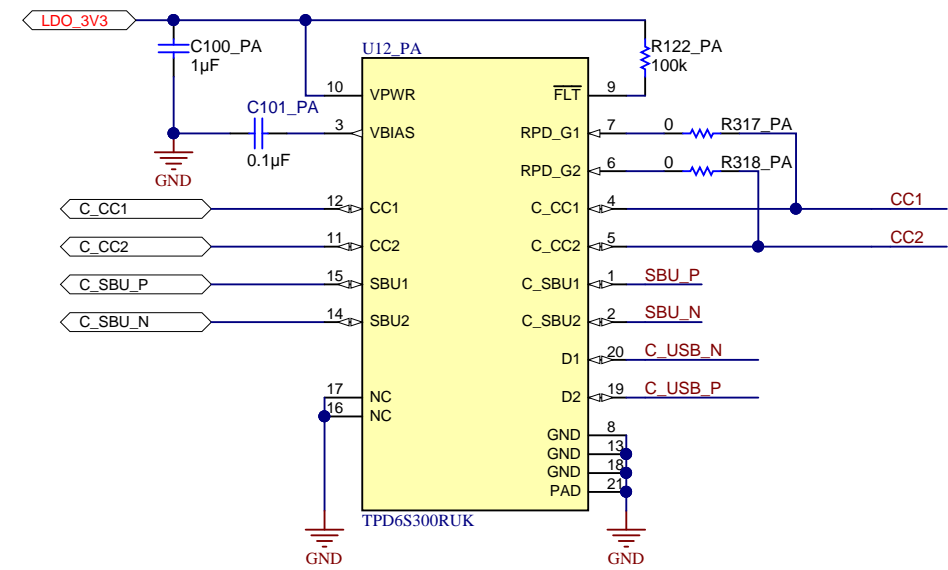 LDO_3V3
C100_PA
1µF
U12_PA
R122_PA
100k
10 VPWR
FLT 9
C101_PA
3 VBIAS
0.1µF
GND
RPD_G1 7 0 R317_PA
RPD_G2 6 0 R318_PA
C_CC1 12 CC1
C_CC1 4 CC1
C_CC2 11 CC2
C_CC2 5 CC2
C_SBU_P 15 SBU1
C_SBU1 1 SBU_P
C_SBU_N 14 SBU2
C_SBU2 2 SBU_N
D1 20 C_USB_N
D2 19 C_USB_P
17 NC
16 NC
GND 8
GND 13
GND 18
PAD 21
TPD6S300RUK
GND
GND